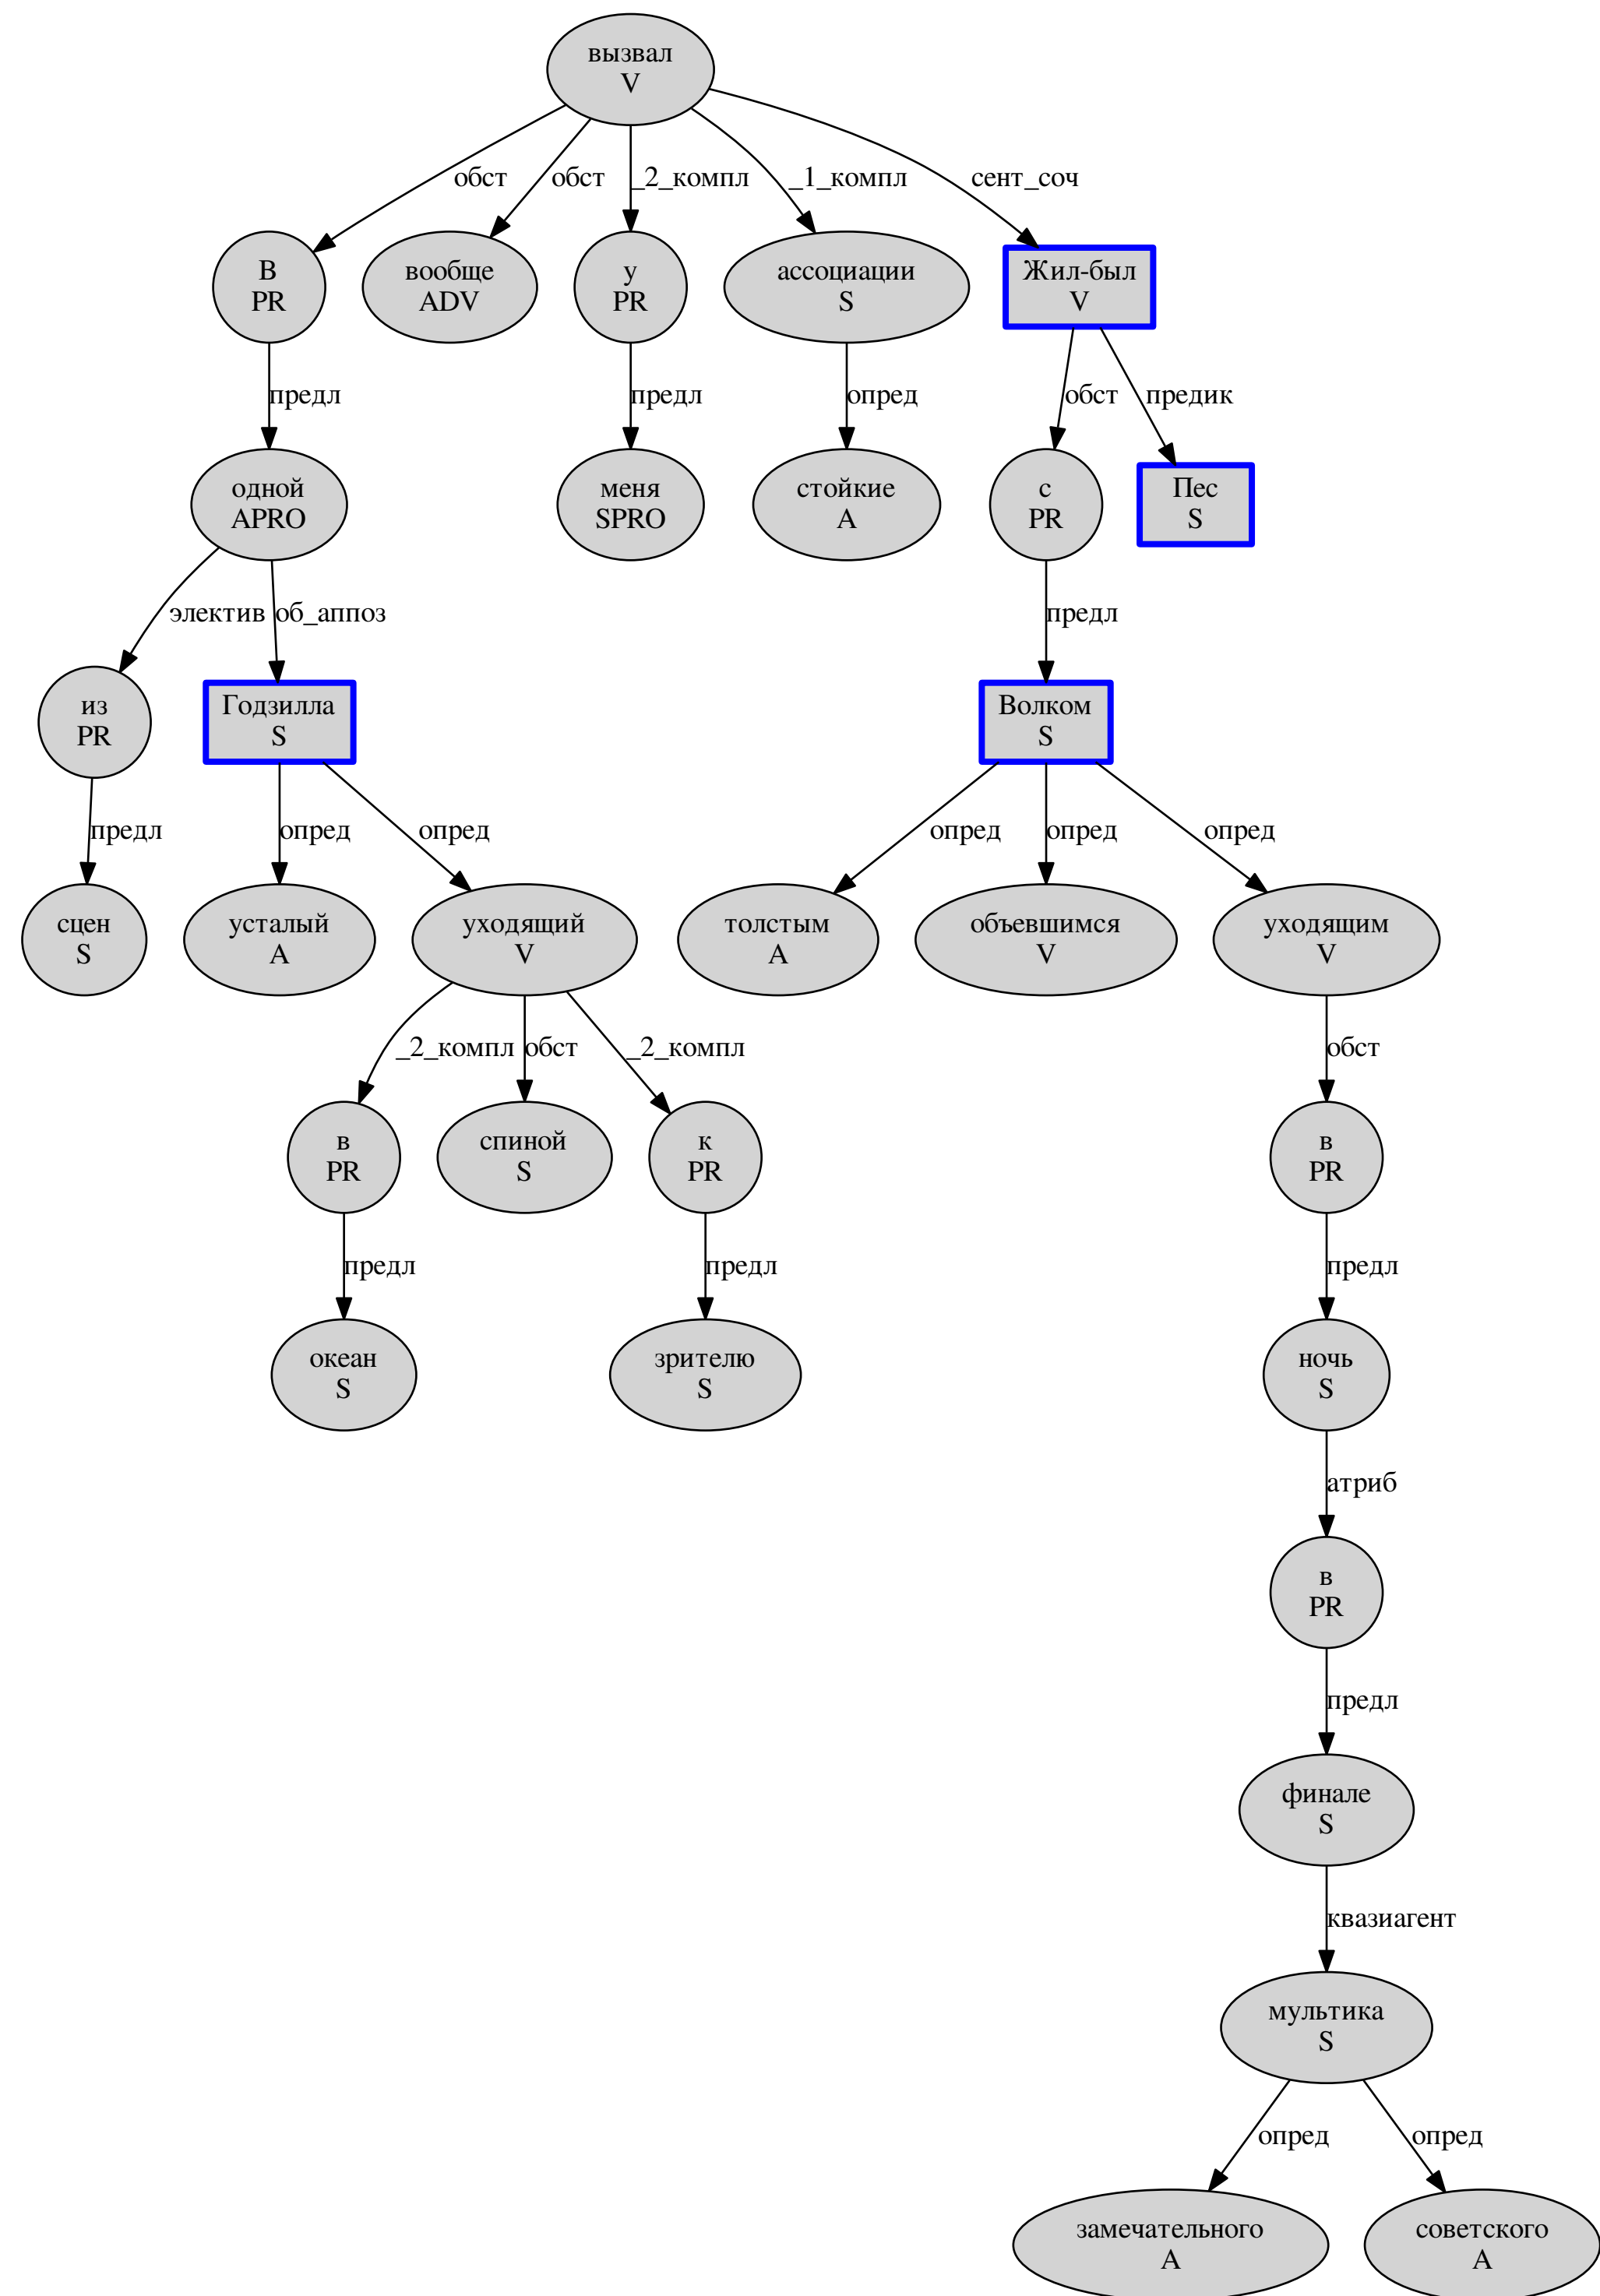 вызвал
V
обст
обст
_2_компл
_1_компл
сент_соч
В
PR
вообще
ADV
у
PR
ассоциации
S
Жил-был
V
предл
предл
опред
обст
предик
одной
APRO
меня
SPRO
стойкие
A
с
PR
Пес
S
электив
об_аппоз
предл
из
PR
Годзилла
S
Волком
S
предл
опред
опред
опред
опред
опред
сцен
S
усталый
A
уходящий
V
толстым
A
объевшимся
V
уходящим
V
_2_компл
обст
_2_компл
обст
в
PR
спиной
S
к
PR
в
PR
предл
предл
предл
океан
S
зрителю
S
ночь
S
атриб
в
PR
предл
финале
S
квазиагент
мультика
S
опред
опред
замечательного
A
советского
A